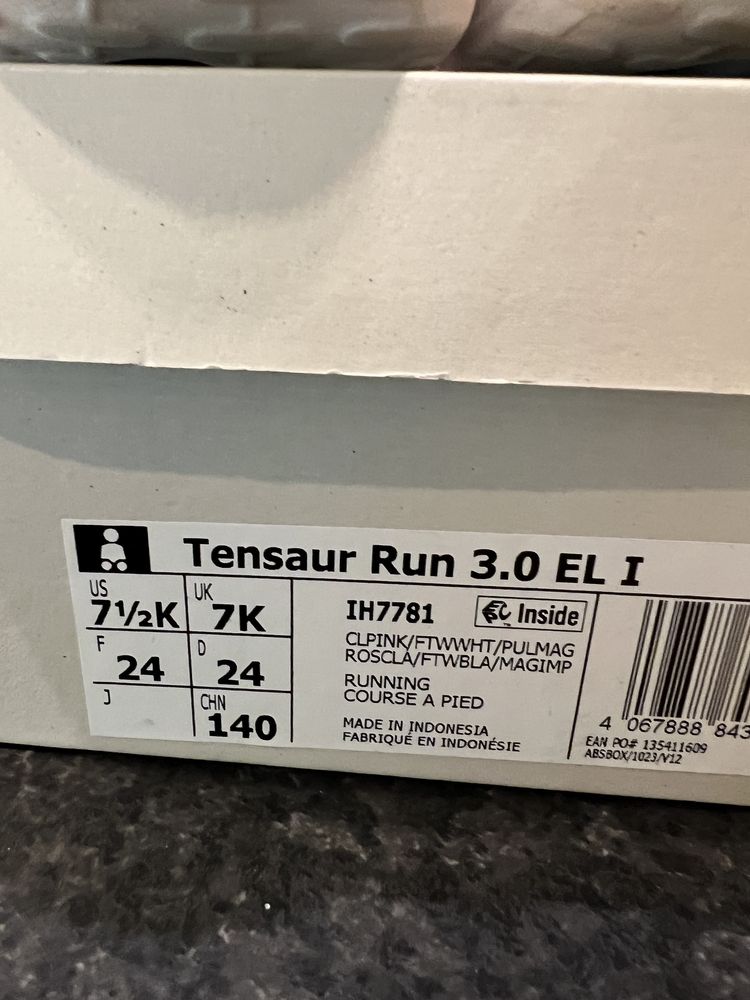 Tensaur Run 3.0 EL I
US
7½K
UK
7K
F
24
D
24
J
CHN
140
IH7781
Inside
CLPINK/FTWWHT/PULMAG
ROSCLA/FTWBLA/MAGIMP
RUNNING
COURSE A PIED
MADE IN INDONESIA
FABRIQUÉ EN INDONÉSIE
4 067888 843
EAN PO# 135411609
ABSBOX/1023/V12